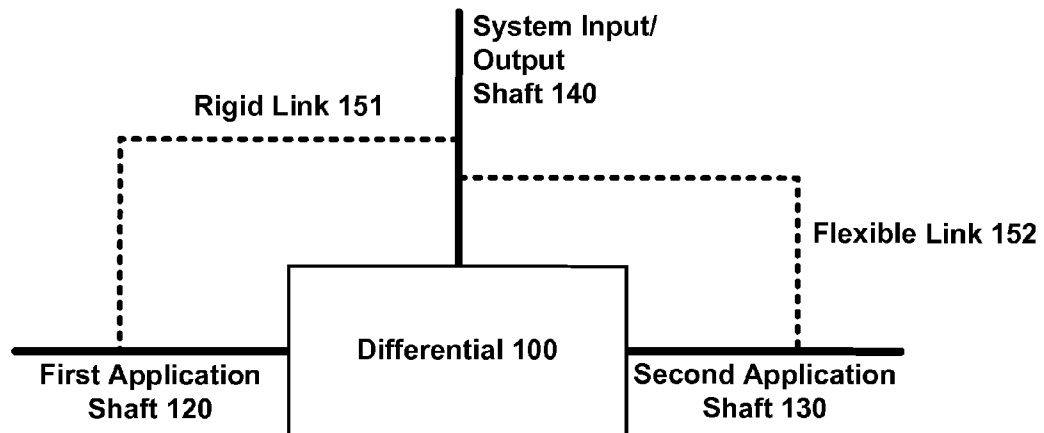 System Input/
Output
Shaft 140
Rigid Link 151
Flexible Link 152
Differential 100
First Application
Shaft 120
Second Application
Shaft 130